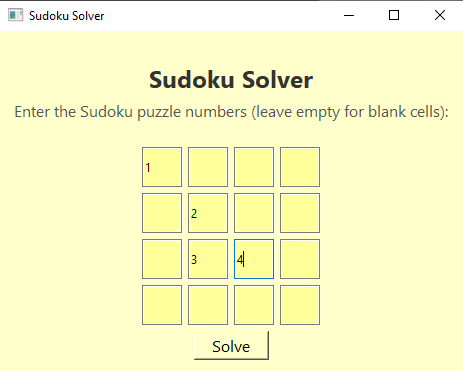 Sudoku Solver
Sudoku Solver
Enter the Sudoku puzzle numbers (leave empty for blank cells):
1
2
3 4
Solve